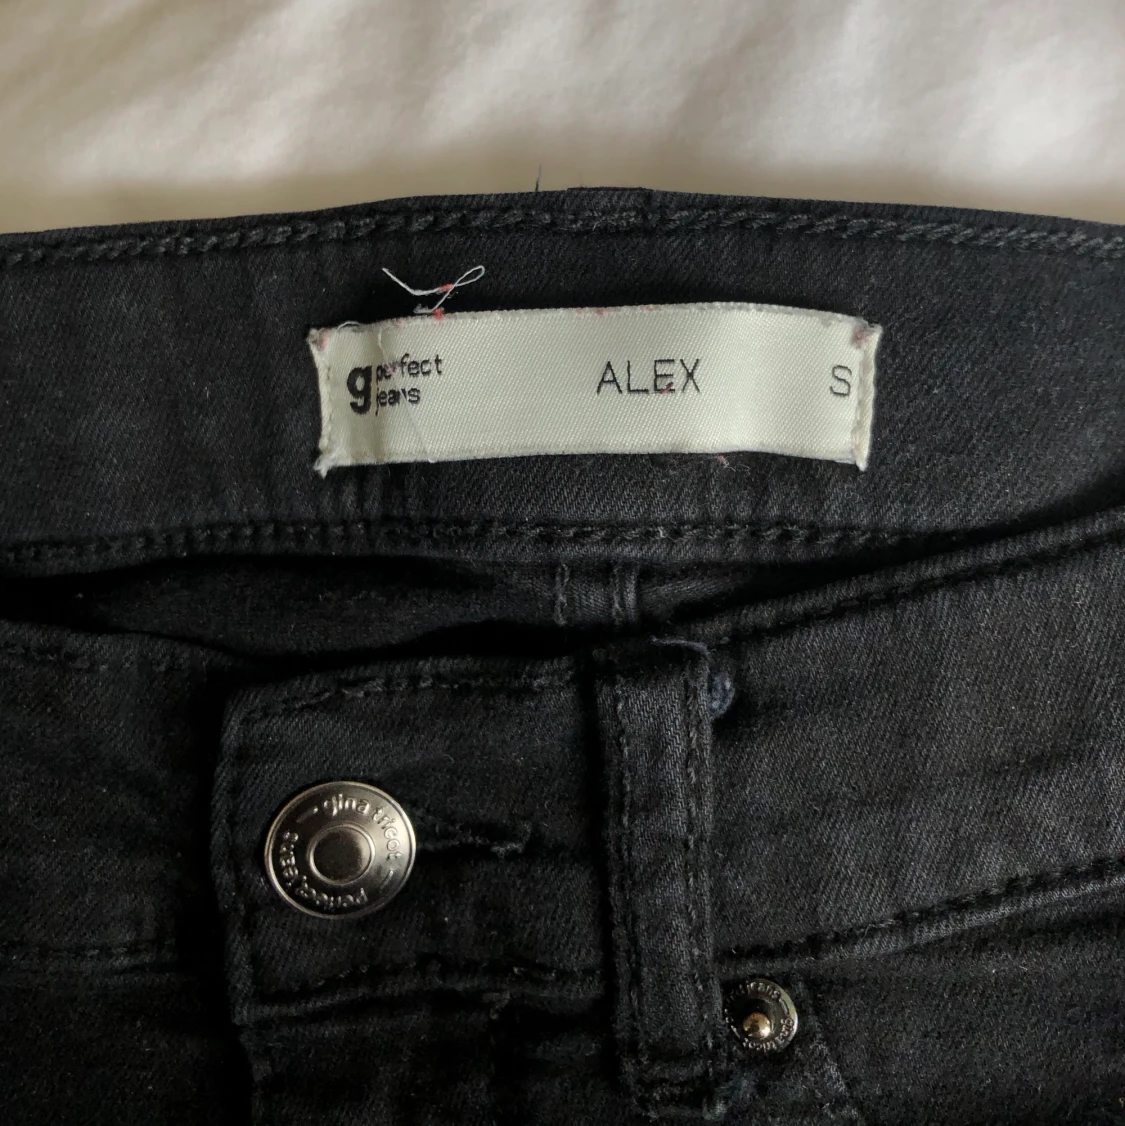 g perfect
jeans
ALEX
S
gina tricot
Perfect Jeans